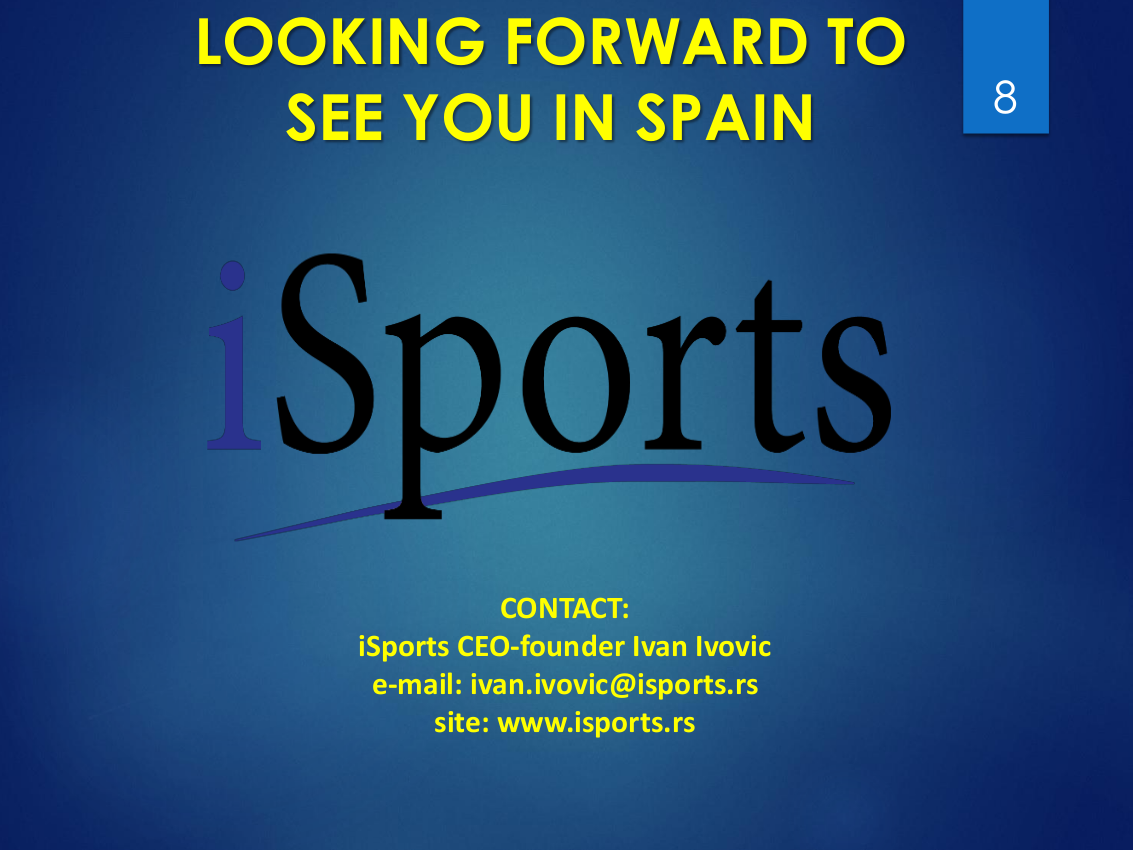 LOOKING FORWARD TO
SEE YOU IN SPAIN
8
iSports
CONTACT:
iSports CEO-founder Ivan Ivovic
e-mail: ivan.ivovic@isports.rs
site: www.isports.rs